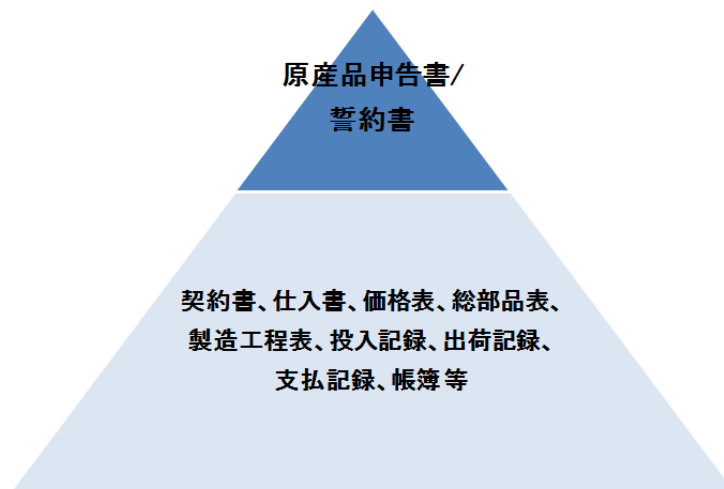 原産品申告書/
誓約書
契約書、仕入書、価格表、総部品表、
製造工程表、投入記録、出荷記録、
支払記録、帳簿等